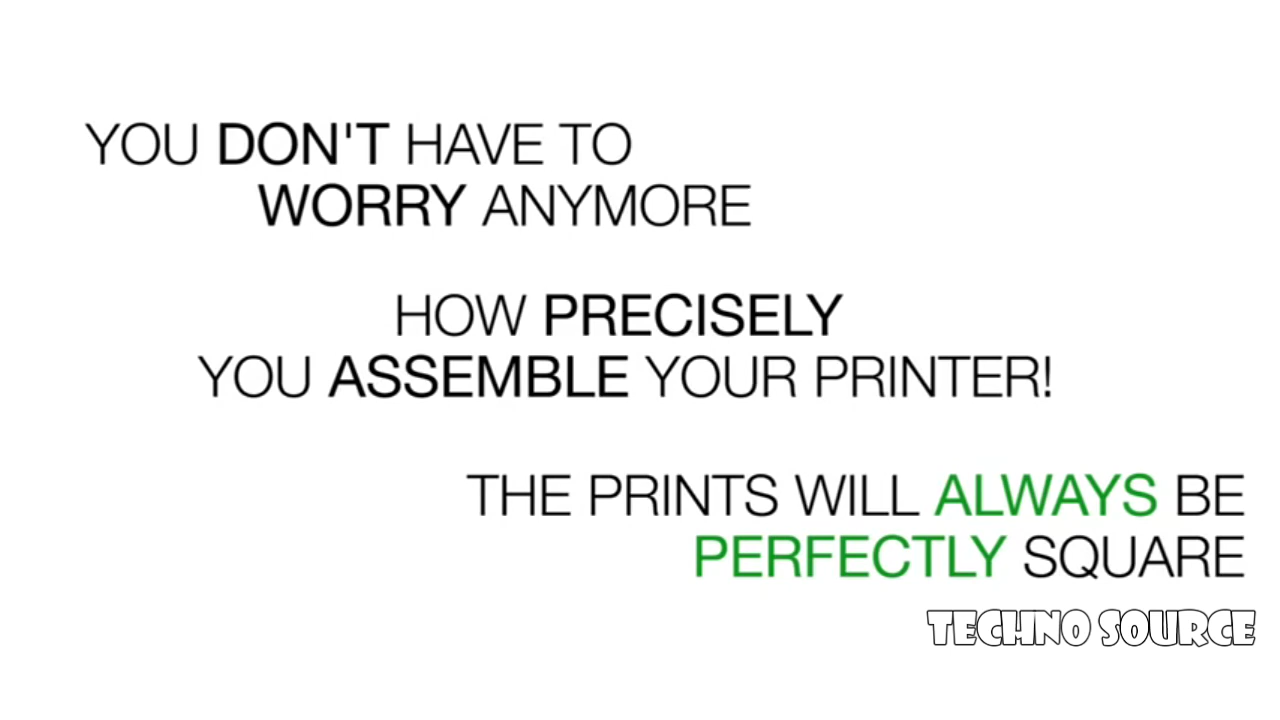 YOU DON'T HAVE TO
WORRY ANYMORE
HOW PRECISELY
YOU ASSEMBLE YOUR PRINTER!
THE PRINTS WILL ALWAYS BE
PERFECTLY SQUARE
TECHNO SOURCE